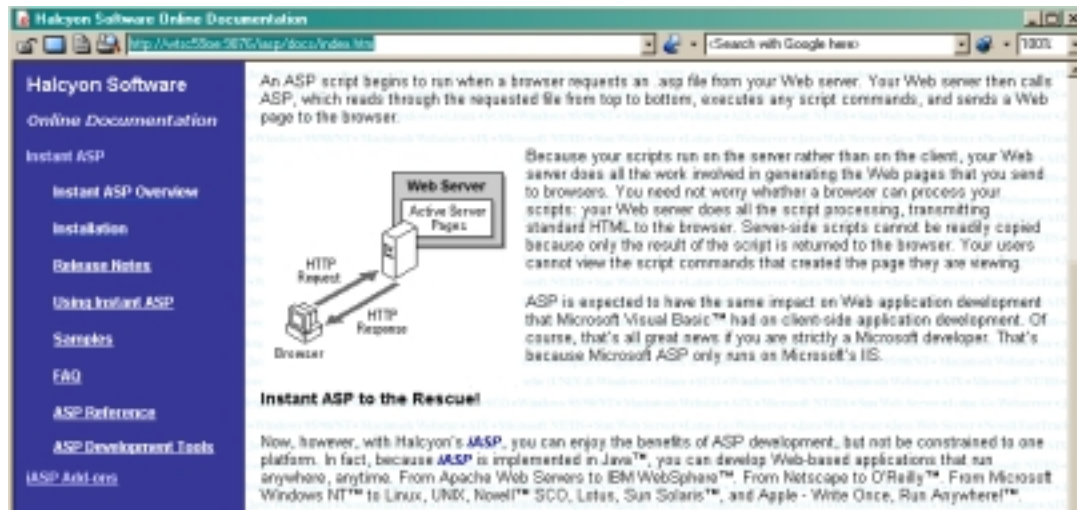 Halcyon Software Online Documentation
<Search with Google here>
100%
Halcyon Software
Online Documentation
Instant ASP
Instant ASP Overview
Installation
Release Notes
Using Instant ASP
Samples
FAQ
ASP Reference
ASP Development Tools
iASP Add-ons
An ASP script begins to run when a browser requests an .asp file from your Web server. Your Web server then calls
ASP, which reads through the requested file from top to bottom, executes any script commands, and sends a Web
page to the browser.
Web Server
Active Server
Pages
HTTP
Request
HTTP
Response
Browser
Because your scripts run on the server rather than on the client, your Web
server does all the work involved in generating the Web pages that you send
to browsers. You need not worry whether a browser can process your
scripts: your Web server does all the script processing, transmitting
standard HTML to the browser. Server-side scripts cannot be readily copied
because only the result of the script is returned to the browser. Your users
cannot view the script commands that created the page they are viewing.
ASP is expected to have the same impact on Web application development
that Microsoft Visual Basic™ had on client-side application development. Of
course, that's all great news if you are strictly a Microsoft developer. That's
because Microsoft ASP only runs on Microsoft's IIS.
Instant ASP to the Rescue!
Now, however, with Halcyon's iASP, you can enjoy the benefits of ASP development, but not be constrained to one
platform. In fact, because iASP is implemented in Java™, you can develop Web-based applications that run
anywhere, anytime. From Apache Web Servers to IBM WebSphere™. From Netscape to O'Reilly™. From Microsoft
Windows NT™ to Linux, UNIX, Novell™ SCO, Lotus, Sun Solaris™, and Apple - Write Once, Run Anywhere!™